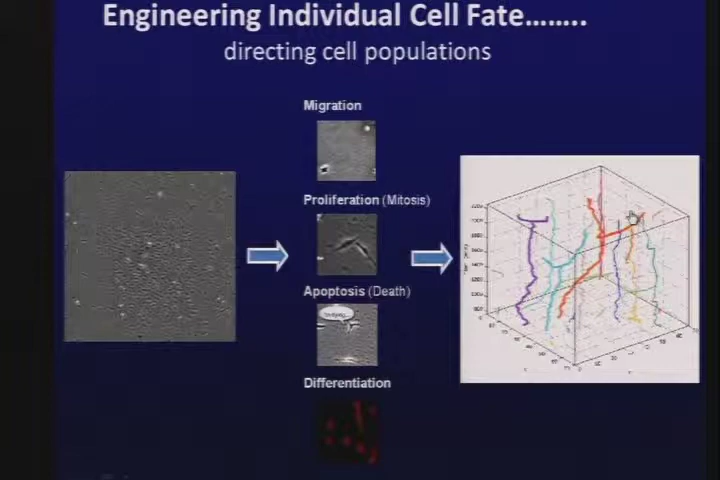 Engineering Individual Cell Fate........
directing cell populations
Migration
Proliferation (Mitosis)
Apoptosis (Death)
Differentiation